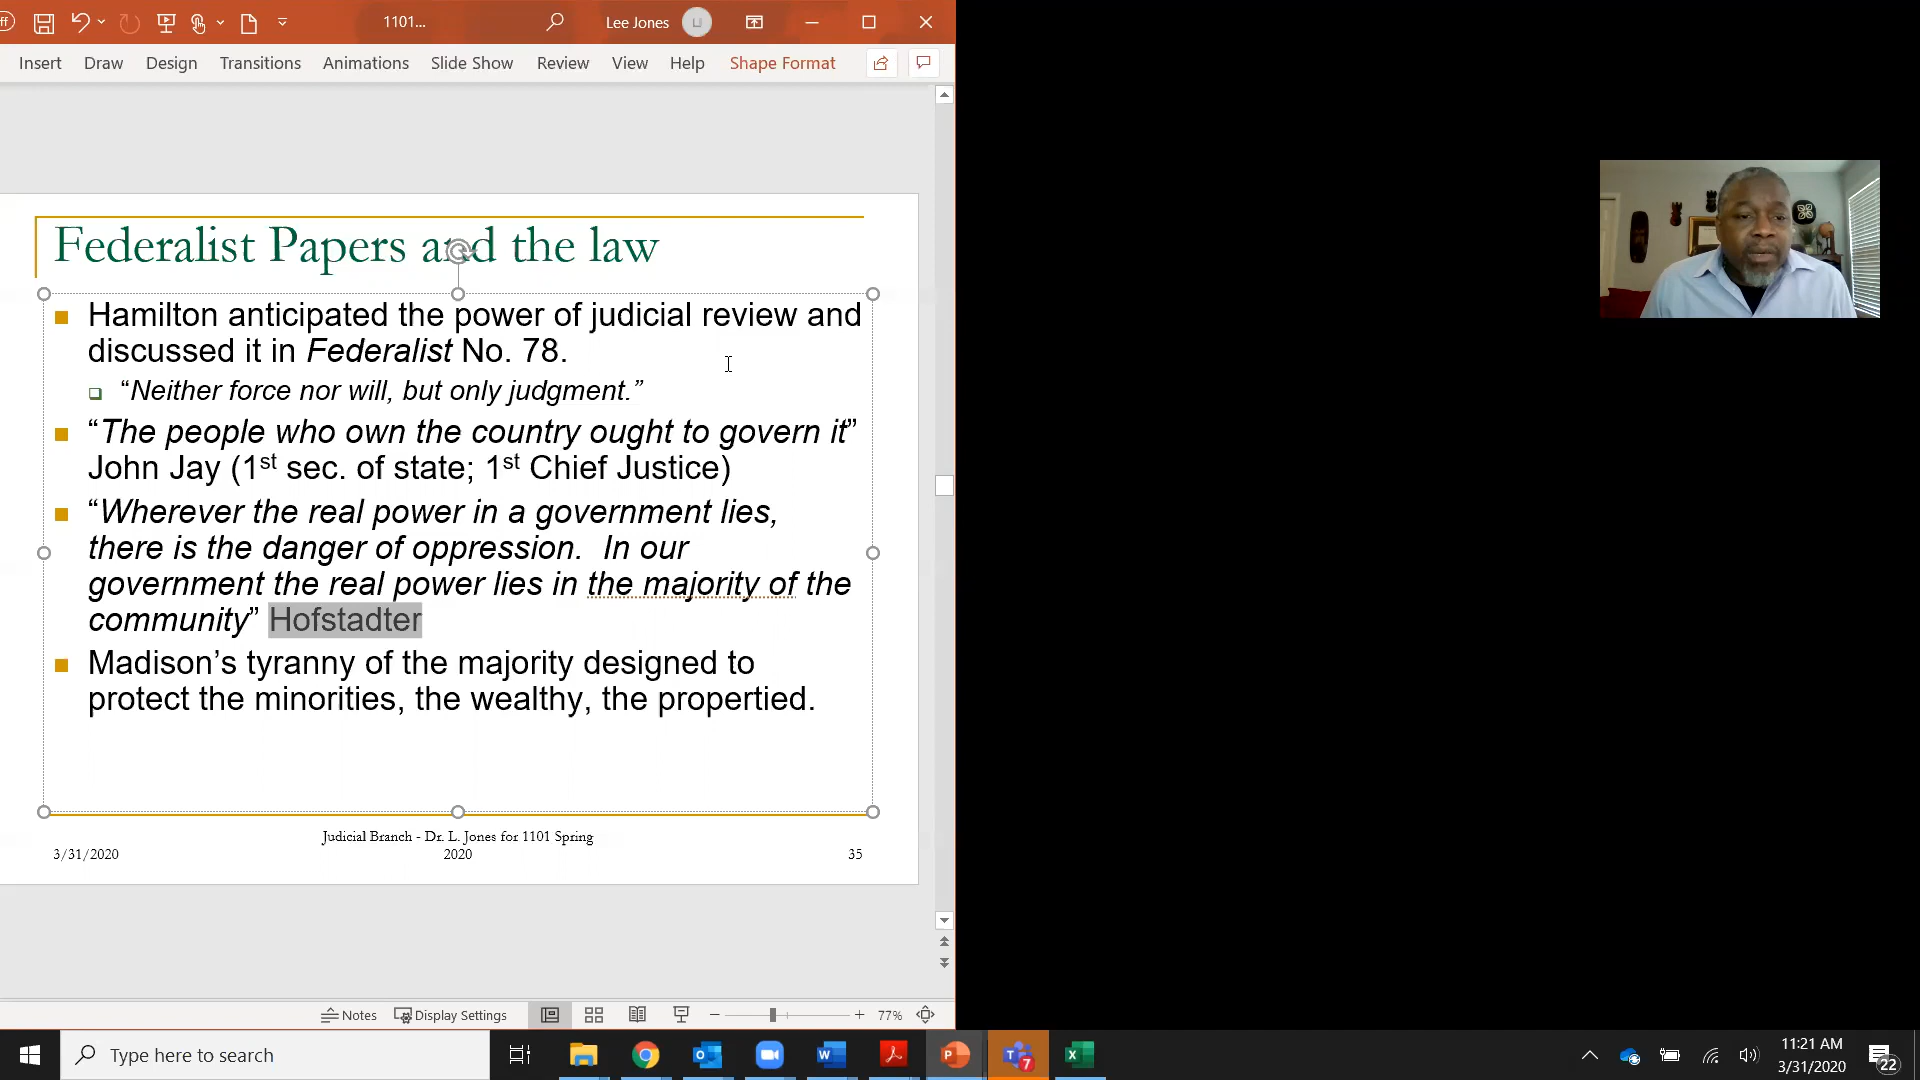 ff
1101...
Lee Jones
LJ
Insert Draw Design Transitions Animations Slide Show Review View Help Shape Format
Federalist Papers and the law
Hamilton anticipated the power of judicial review and
discussed it in Federalist No. 78.
“Neither force nor will, but only judgment.”
“The people who own the country ought to govern it”
John Jay (1st sec. of state; 1st Chief Justice)
“Wherever the real power in a government lies,
there is the danger of oppression.  In our
government the real power lies in the majority of the
community” Hofstadter
Madison’s tyranny of the majority designed to
protect the minorities, the wealthy, the propertied.
Judicial Branch - Dr. L. Jones for 1101 Spring
2020
3/31/2020
35
Notes Display Settings 77%
Type here to search
7
11:21 AM
3/31/2020
22